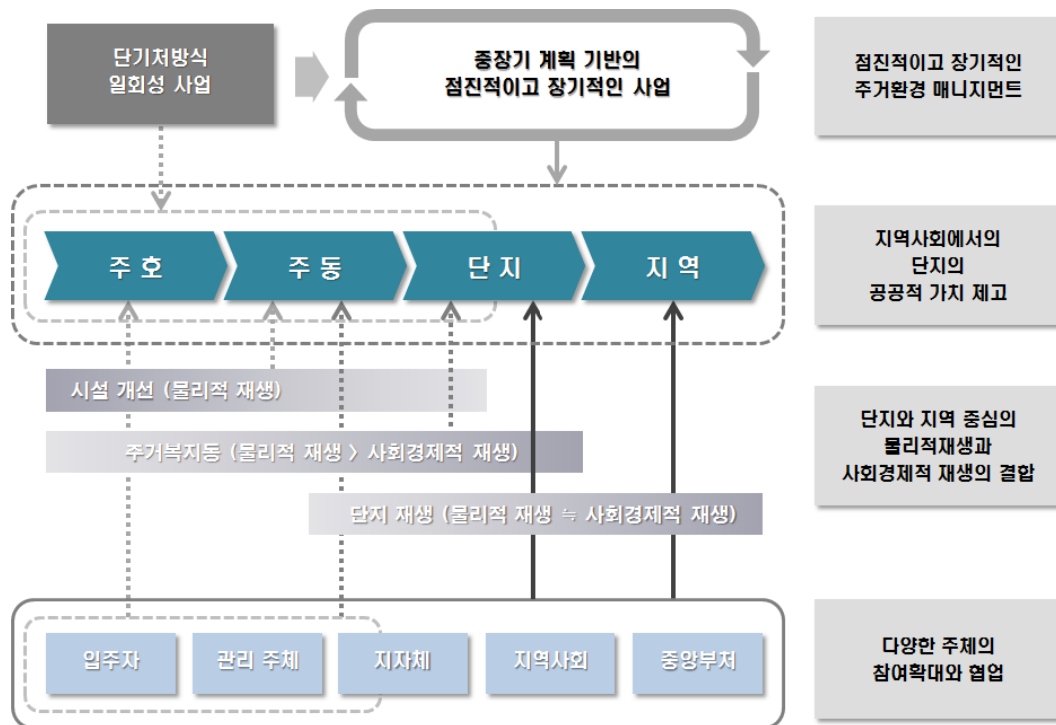 단기처방식
일회성 사업
중장기 계획 기반의
점진적이고 장기적인 사업
점진적이고 장기적인
주거환경 매니지먼트
주호
주동
단지
지역
지역사회에서의
단지의
공공적 가치 제고
시설 개선 (물리적 재생)
주거복지동 (물리적 재생 > 사회경제적 재생)
단지 재생 (물리적 재생 ≒ 사회경제적 재생)
단지와 지역 중심의
물리적재생과
사회경제적 재생의 결합
입주자
관리 주체
지자체
지역사회
중앙부처
다양한 주체의
참여확대와 협업